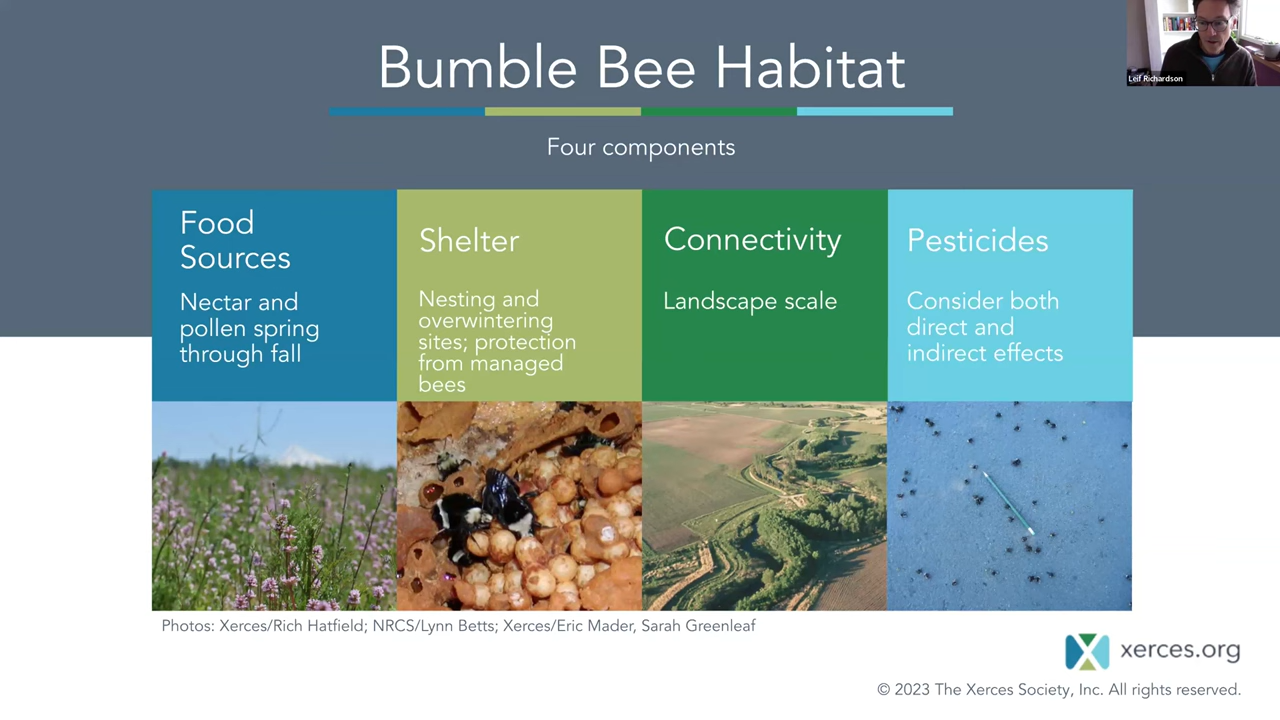 Bumble Bee Habitat
Leif Richardson
Four components
Food
Sources
Nectar and
pollen spring
through fall
Shelter
Nesting and
overwintering
sites; protection
from managed
bees
Connectivity
Landscape scale
Pesticides
Consider both
direct and
indirect effects
Photos: Xerces/Rich Hatfield; NRCS/Lynn Betts; Xerces/Eric Mader, Sarah Greenleaf
xerces.org
© 2023 The Xerces Society, Inc. All rights reserved.